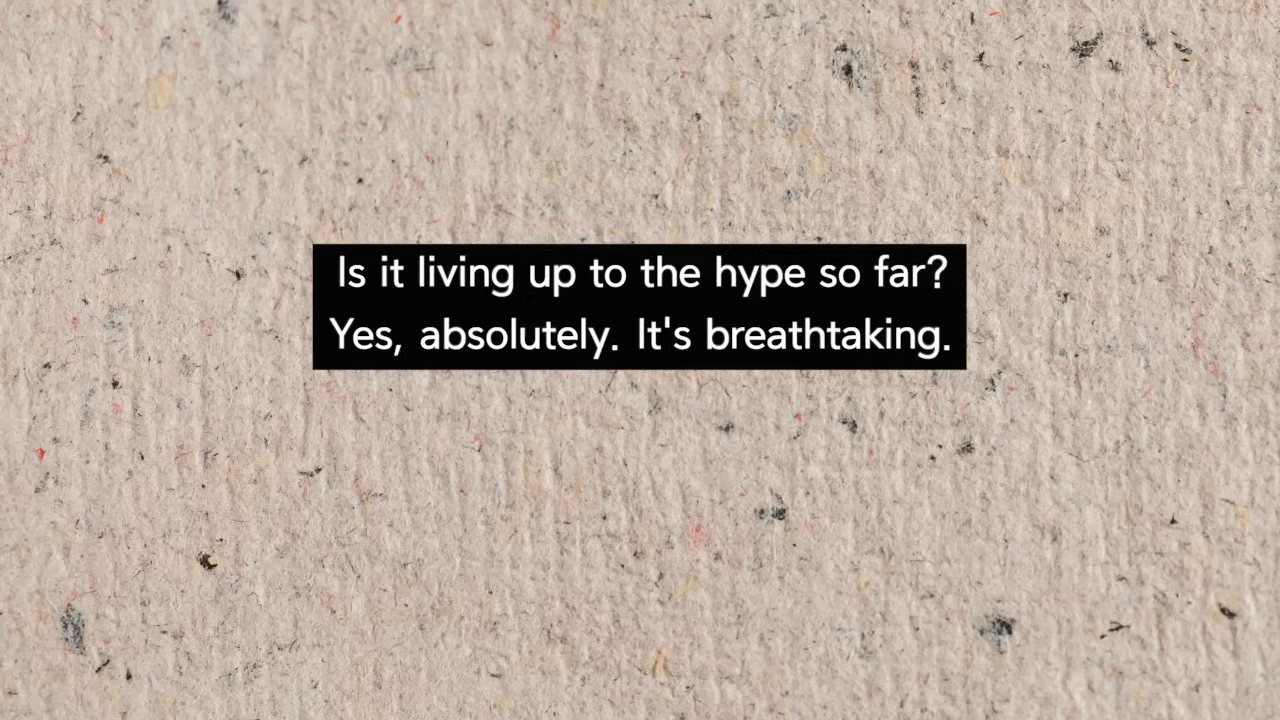 Is it living up to the hype so far?
Yes, absolutely. It's breathtaking.